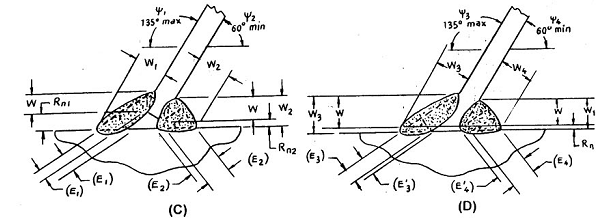 Ψ1
135° max
Ψ2
60° min
W1
W2
W
Rn1
W
W2
Rn2
(E1)
(E1)
(E2)
(E2)
(C)
Ψ3
135° max
Ψ4
60° min
W3
W4
W3
W
W
Rn
(E3)
(E'3)
(E'4)
(E4)
(D)